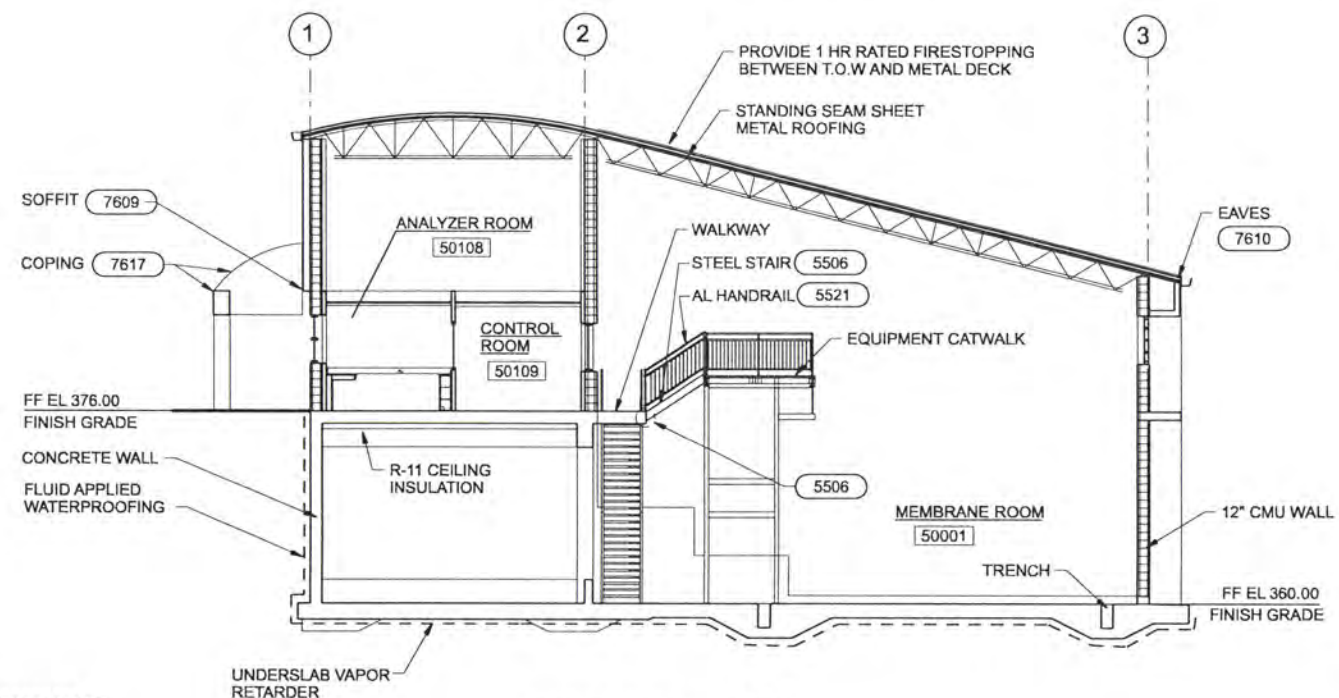 1
2
3
PROVIDE 1 HR RATED FIRESTOPPING
BETWEEN T.O.W AND METAL DECK
STANDING SEAM SHEET
METAL ROOFING
SOFFIT 7609
COPING 7617
ANALYZER ROOM
50108
WALKWAY
STEEL STAIR 5506
AL HANDRAIL 5521
EAVES
7610
CONTROL
ROOM
50109
EQUIPMENT CATWALK
FF EL 376.00
FINISH GRADE
CONCRETE WALL
FLUID APPLIED
WATERPROOFING
R-11 CEILING
INSULATION
5506
MEMBRANE ROOM
50001
12" CMU WALL
TRENCH
FF EL 360.00
FINISH GRADE
UNDERSLAB VAPOR
RETARDER